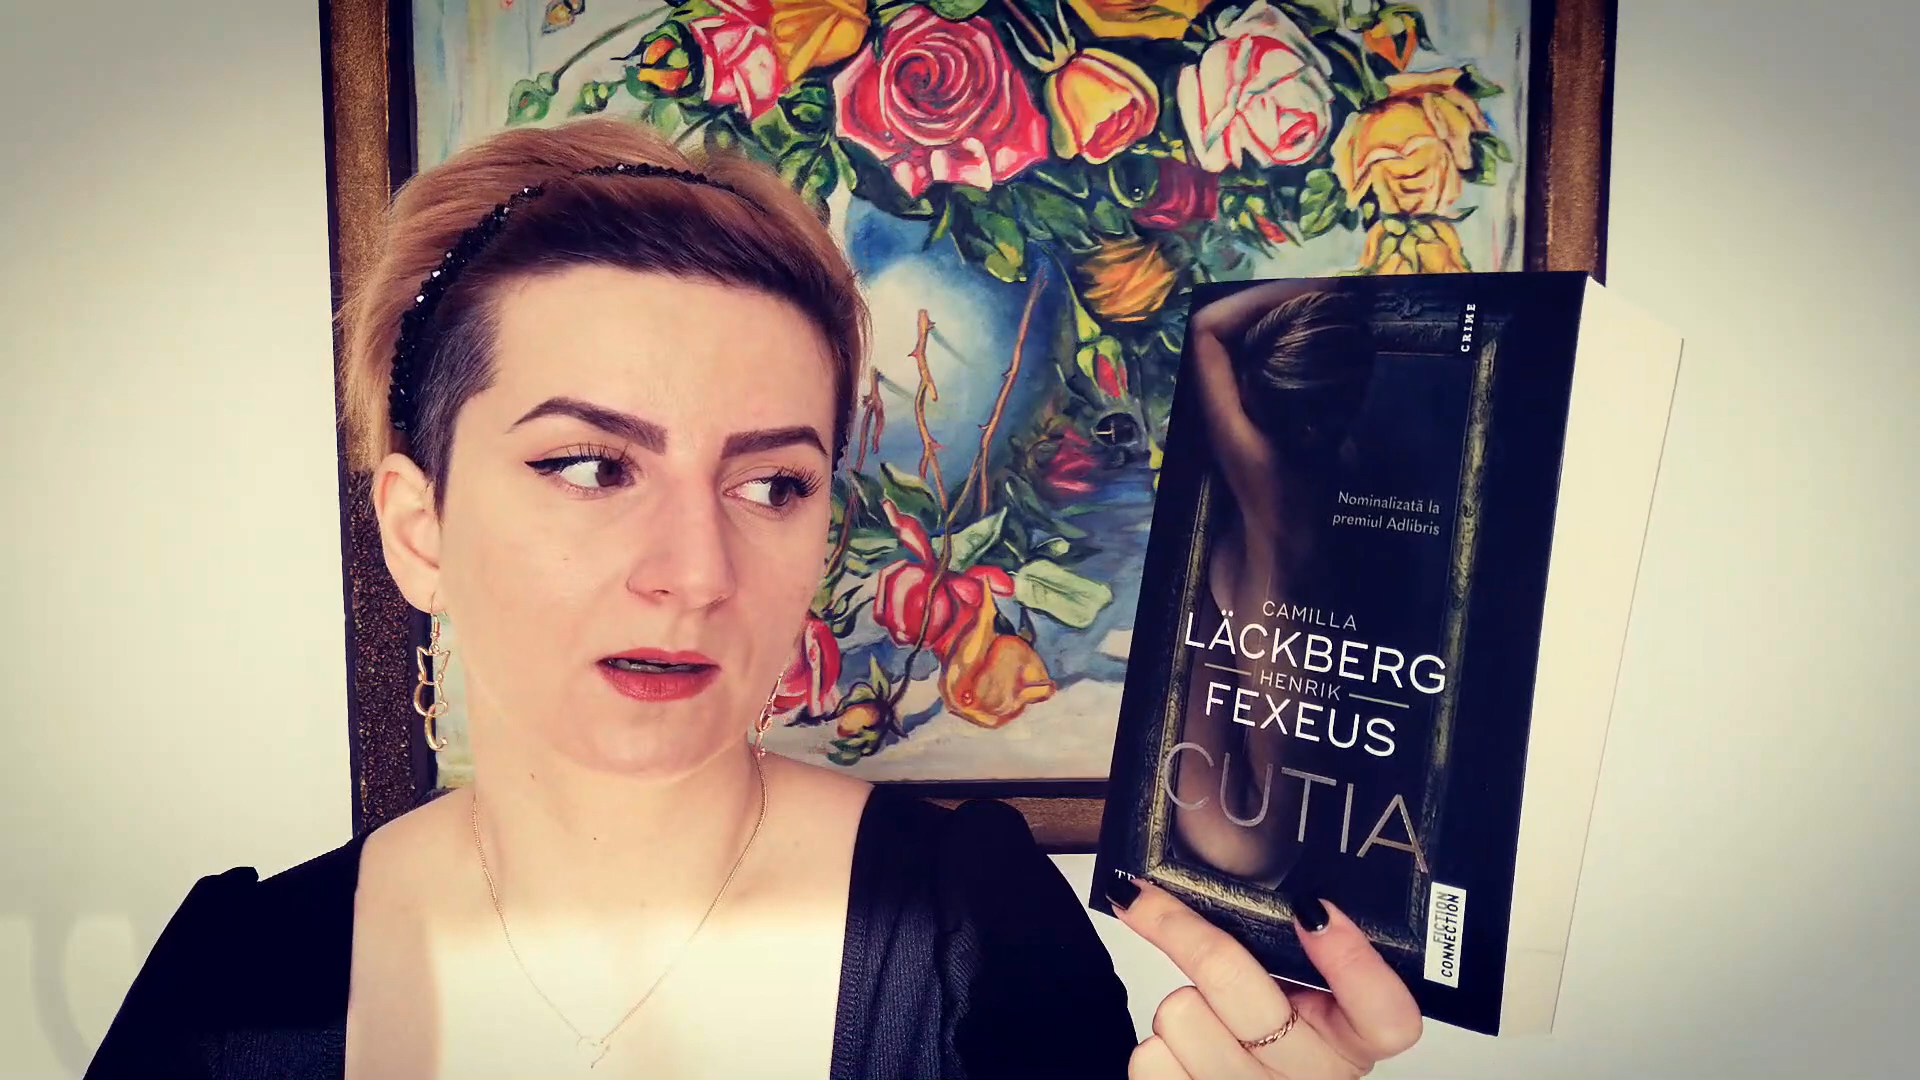 CRIME
Nominalizată la
premiul Adlibris
CAMILLA
LÄCKBERG
HENRIK
FEXEUS
CUTIA
FICTION
CONNECTION